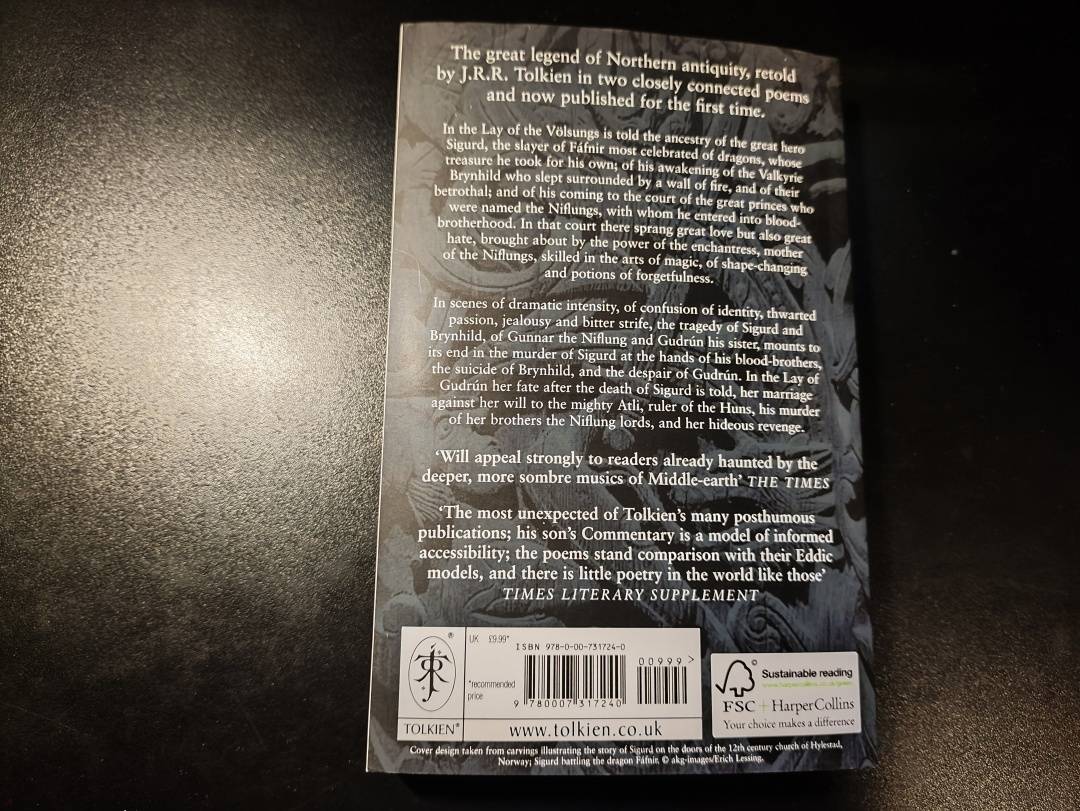 The great legend of Northern antiquity, retold
by J.R.R. Tolkien in two closely connected poems
and now published for the first time.
In the Lay of the Völsungs is told the ancestry of the great hero
Sigurd, the slayer of Fáfnir most celebrated of dragons, whose
treasure he took for his own; of his awakening of the Valkyrie
Brynhild who slept surrounded by a wall of fire, and of their
betrothal; and of his coming to the court of the great princes who
were named the Niflungs, with whom he entered into blood-
brotherhood. In that court there sprang great love but also great
hate, brought about by the power of the enchantress, mother
of the Niflungs, skilled in the arts of magic, of shape-changing
and potions of forgetfulness.
In scenes of dramatic intensity, of confusion of identity, thwarted
passion, jealousy and bitter strife, the tragedy of Sigurd and
Brynhild, of Gunnar the Niflung and Gudrún his sister, mounts to
its end in the murder of Sigurd at the hands of his blood-brothers,
the suicide of Brynhild, and the despair of Gudrún. In the Lay of
Gudrún her fate after the death of Sigurd is told, her marriage
against her will to the mighty Atli, ruler of the Huns, his murder
of her brothers the Niflung lords, and her hideous revenge.
‘Will appeal strongly to readers already haunted by the
deeper, more sombre musics of Middle-earth’ THE TIMES
‘The most unexpected of Tolkien’s many posthumous
publications; his son’s Commentary is a model of informed
accessibility; the poems stand comparison with their Eddic
models, and there is little poetry in the world like those’
TIMES LITERARY SUPPLEMENT
®
UK £9.99*
ISBN 978-0-00-731724-0
00999 >
*recommended
price
9 780007 317240
TOLKIEN®
www.tolkien.co.uk
©
Sustainable reading
www.harpercollins.co.uk/green
FSC + HarperCollins
Your choice makes a difference
Cover design taken from carvings illustrating the story of Sigurd on the doors of the 12th century church of Hylestad,
Norway; Sigurd battling the dragon Fáfnir. © akg-images/Erich Lessing.